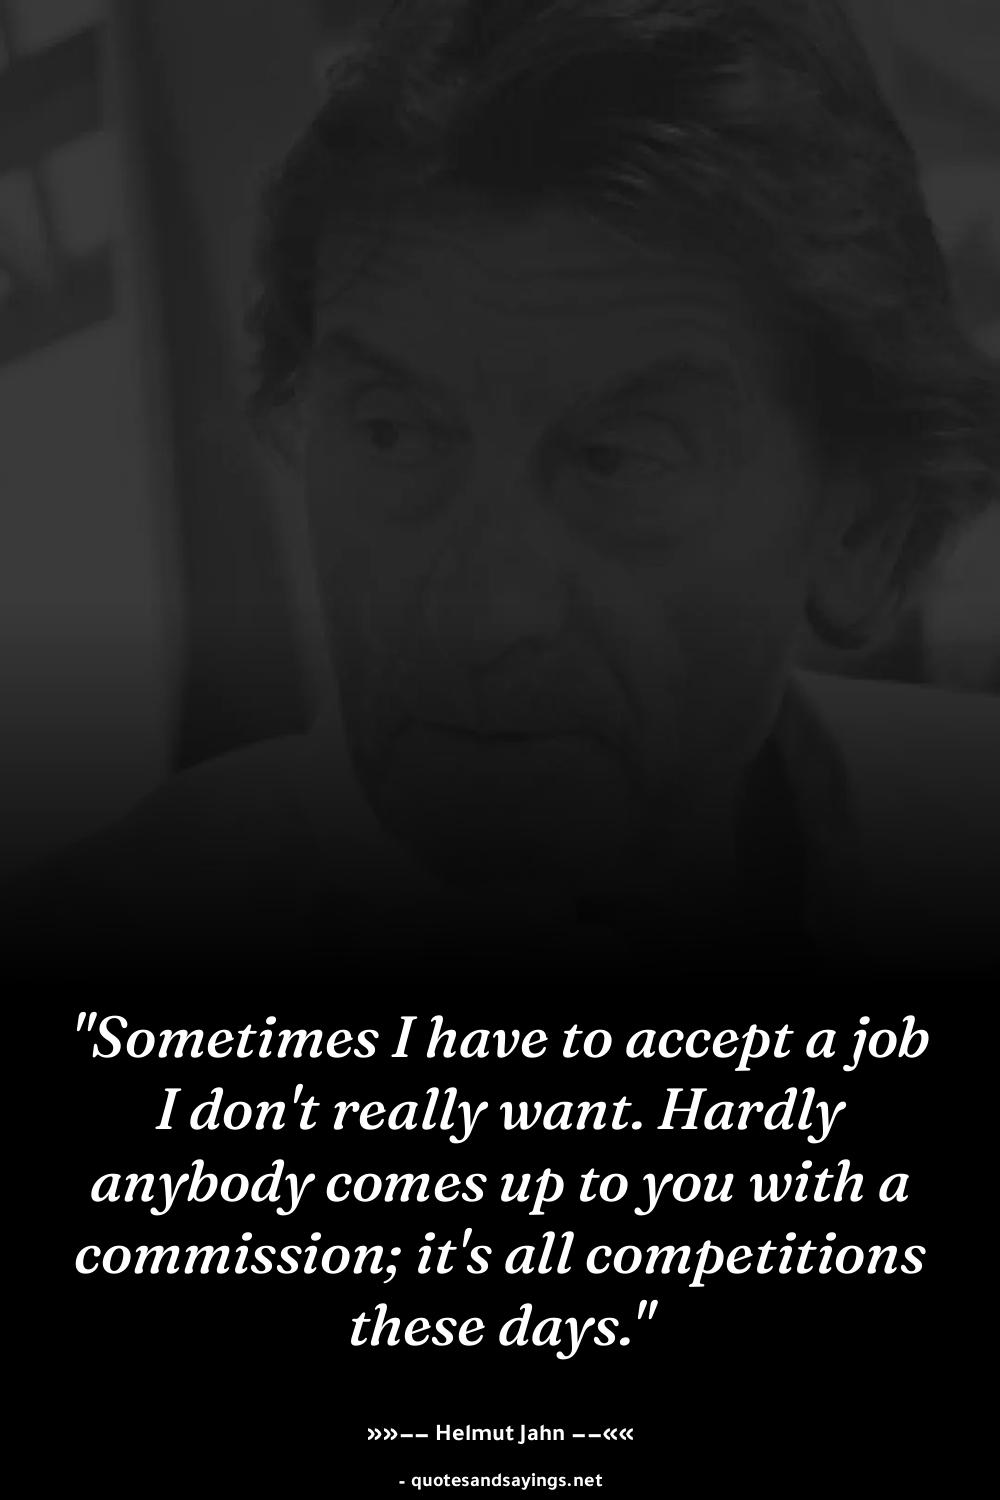 "Sometimes I have to accept a job
I don't really want. Hardly
anybody comes up to you with a
commission; it's all competitions
these days."
»»−− Helmut Jahn −−««
- quotesandsayings.net